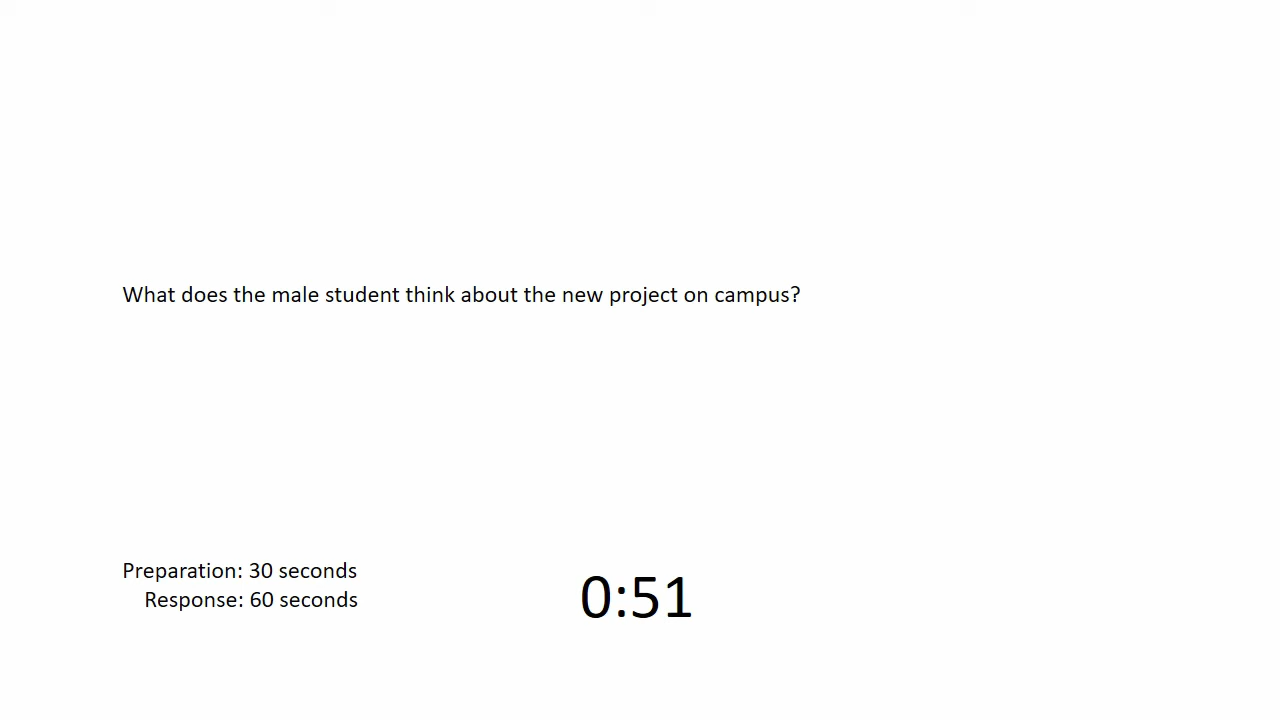 What does the male student think about the new project on campus?
Preparation: 30 seconds
Response: 60 seconds
0:51